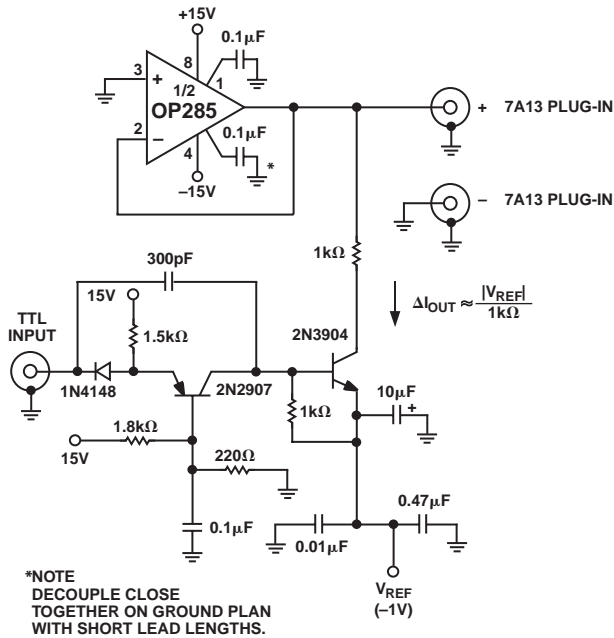 +15V
0.1µF
8
3
+
1/2
1
OP285
0.1µF
2
–
4
*
–15V
+ 7A13 PLUG-IN
– 7A13 PLUG-IN
300pF
1kΩ
15V
TTL
INPUT
1.5kΩ
ΔIOUT ≈ |VREF|
1kΩ
2N3904
1N4148
2N2907
1kΩ
10µF
+
1.8kΩ
15V
220Ω
0.1µF
0.01µF
0.47µF
VREF
(–1V)
*NOTE
DECOUPLE CLOSE
TOGETHER ON GROUND PLAN
WITH SHORT LEAD LENGTHS.